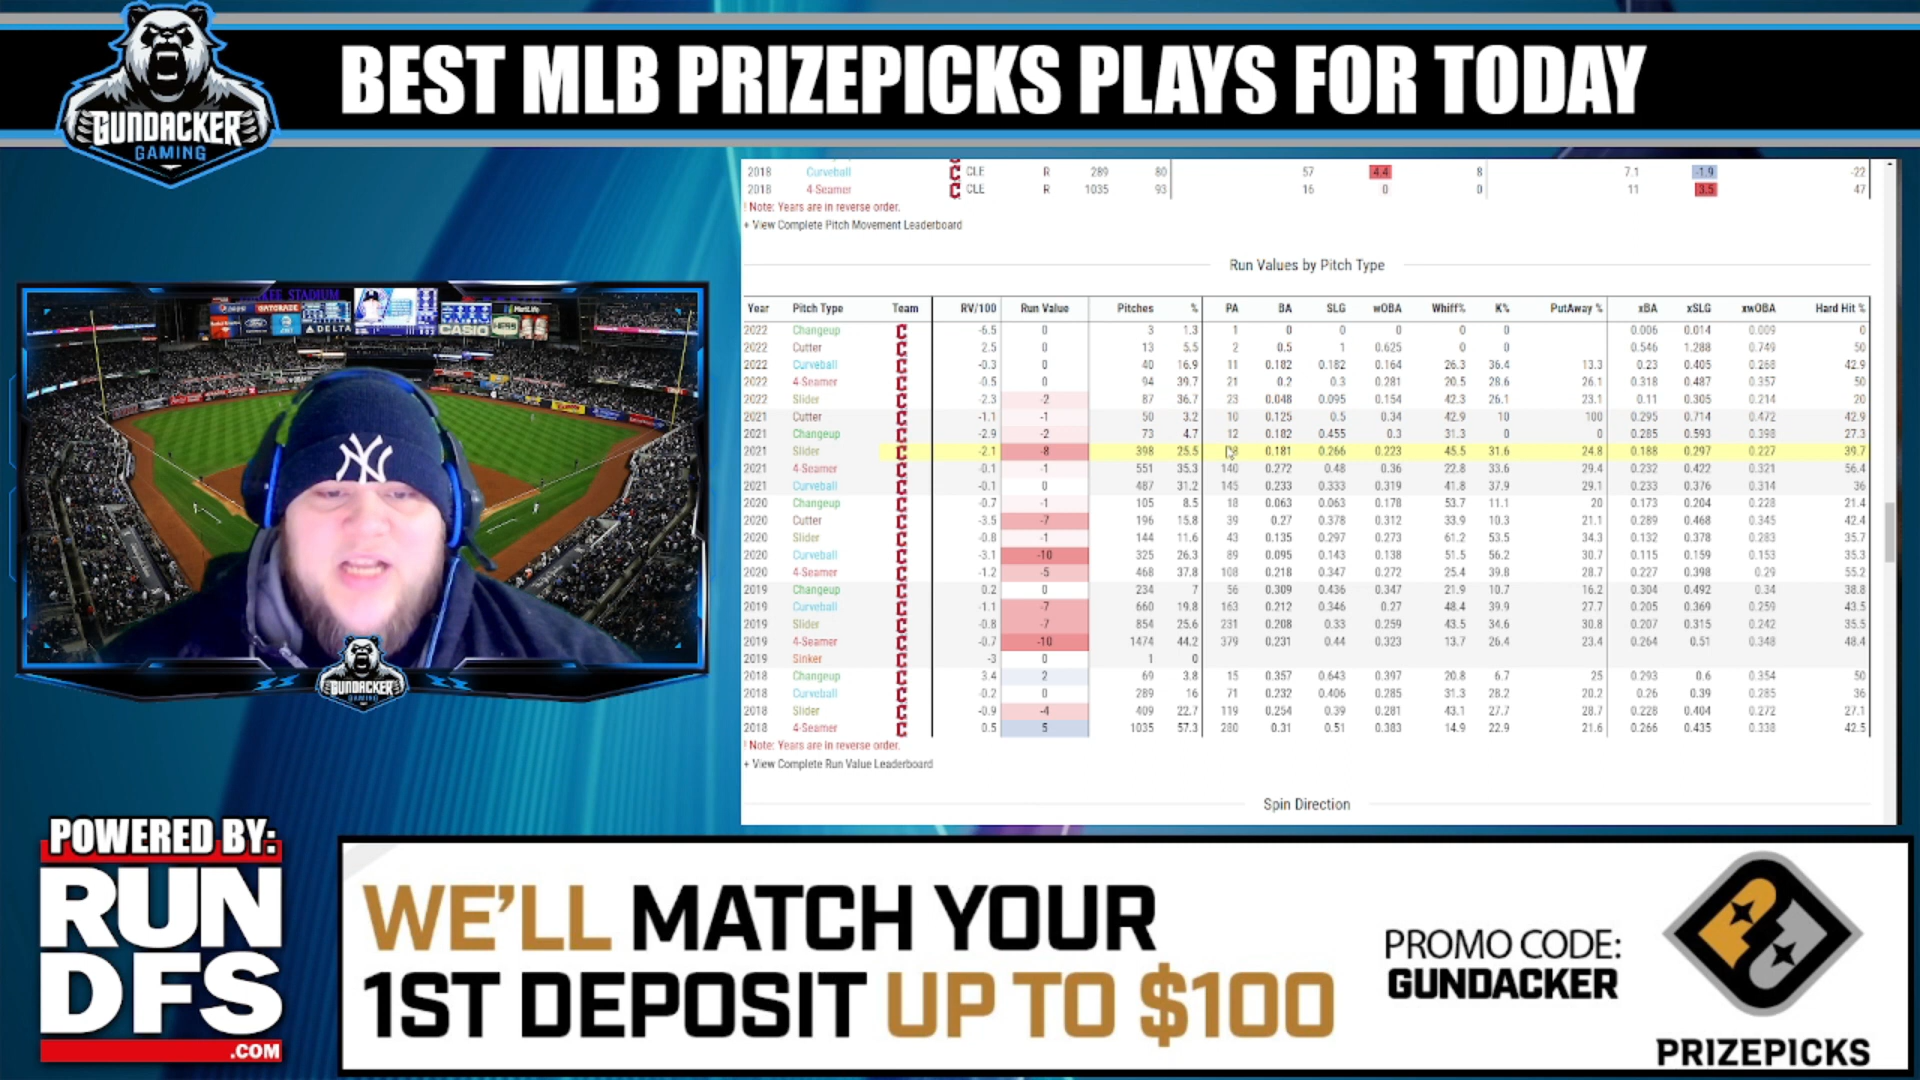 BEST MLB PRIZEPICKS PLAYS FOR TODAY
GUNDACKER
GAMING
2018 Curveball CLE R 289 80 57 4.4 8 7.1 -1.9 -22
2018 4-Seamer CLE R 1035 93 16 0 0 11 3.5 47
! Note: Years are in reverse order.
+ View Complete Pitch Movement Leaderboard
Run Values by Pitch Type
Year Pitch Type Team RV/100 Run Value Pitches % PA BA SLG wOBA Whiff% K% PutAway % xBA xSLG xwOBA Hard Hit %
2022 Changeup -6.5 0 3 1.3 1 0 0 0 0 0 0.006 0.014 0.009 0
2022 Cutter 2.5 0 13 5.5 2 0.5 1 0.625 0 0 0.546 1.288 0.749 50
2022 Curveball -0.3 0 40 16.9 11 0.182 0.182 0.164 26.3 36.4 13.3 0.23 0.405 0.268 42.9
2022 4-Seamer -0.5 0 94 39.7 21 0.2 0.3 0.281 20.5 28.6 26.1 0.318 0.487 0.357 50
2022 Slider -2.3 -2 87 36.7 23 0.048 0.095 0.154 42.3 26.1 23.1 0.11 0.305 0.214 20
2021 Cutter -1.1 -1 50 3.2 10 0.125 0.5 0.34 42.9 10 100 0.295 0.714 0.472 42.9
2021 Changeup -2.9 -2 73 4.7 12 0.182 0.455 0.3 31.3 0 0 0.285 0.593 0.398 27.3
2021 Slider -2.1 -8 398 25.5 0.181 0.266 0.223 45.5 31.6 24.8 0.188 0.297 0.227 39.7
2021 4-Seamer -0.1 -1 551 35.3 140 0.272 0.48 0.36 22.8 33.6 29.4 0.232 0.422 0.321 56.4
2021 Curveball -0.1 0 487 31.2 145 0.233 0.333 0.319 41.8 37.9 29.1 0.233 0.376 0.314 36
2020 Changeup -0.7 -1 105 8.5 18 0.063 0.063 0.178 53.7 11.1 20 0.173 0.204 0.228 21.4
2020 Cutter -3.5 -7 196 15.8 39 0.27 0.378 0.312 33.9 10.3 21.1 0.289 0.468 0.345 42.4
2020 Slider -0.8 -1 144 11.6 43 0.135 0.297 0.273 61.2 53.5 34.3 0.132 0.378 0.283 35.7
2020 Curveball -3.1 -10 325 26.3 89 0.095 0.143 0.138 51.5 56.2 30.7 0.115 0.159 0.153 35.3
2020 4-Seamer -1.2 -5 468 37.8 108 0.218 0.347 0.272 25.4 39.8 28.7 0.227 0.398 0.29 55.2
2019 Changeup 0.2 0 234 7 56 0.309 0.436 0.347 21.9 10.7 16.2 0.304 0.492 0.34 38.8
2019 Curveball -1.1 -7 660 19.8 163 0.212 0.346 0.27 48.4 39.9 27.7 0.205 0.369 0.259 43.5
2019 Slider -0.8 -7 854 25.6 231 0.208 0.33 0.259 43.5 34.6 30.8 0.207 0.315 0.242 35.5
2019 4-Seamer -0.7 -10 1474 44.2 379 0.231 0.44 0.323 13.7 26.4 23.4 0.264 0.51 0.348 48.4
2019 Sinker -3 0 1 0
2018 Changeup 3.4 2 69 3.8 15 0.357 0.643 0.397 20.8 6.7 25 0.293 0.6 0.354 50
2018 Curveball -0.2 0 289 16 71 0.232 0.406 0.285 31.3 28.2 20.2 0.26 0.39 0.285 36
2018 Slider -0.9 -4 409 22.7 119 0.254 0.39 0.281 43.1 27.7 28.7 0.228 0.404 0.272 27.1
2018 4-Seamer 0.5 5 1035 57.3 280 0.31 0.51 0.383 14.9 22.9 21.6 0.266 0.435 0.338 42.5
! Note: Years are in reverse order.
+ View Complete Run Value Leaderboard
Spin Direction
YANKEE STADIUM
GATORADE
Ford
DELTA
CASIO
MetLife
HERS
NY
GUNDACKER
GAMING
POWERED BY:
RUN
DFS
.COM
WE'LL MATCH YOUR
1ST DEPOSIT UP TO $100
PROMO CODE:
GUNDACKER
PRIZEPICKS